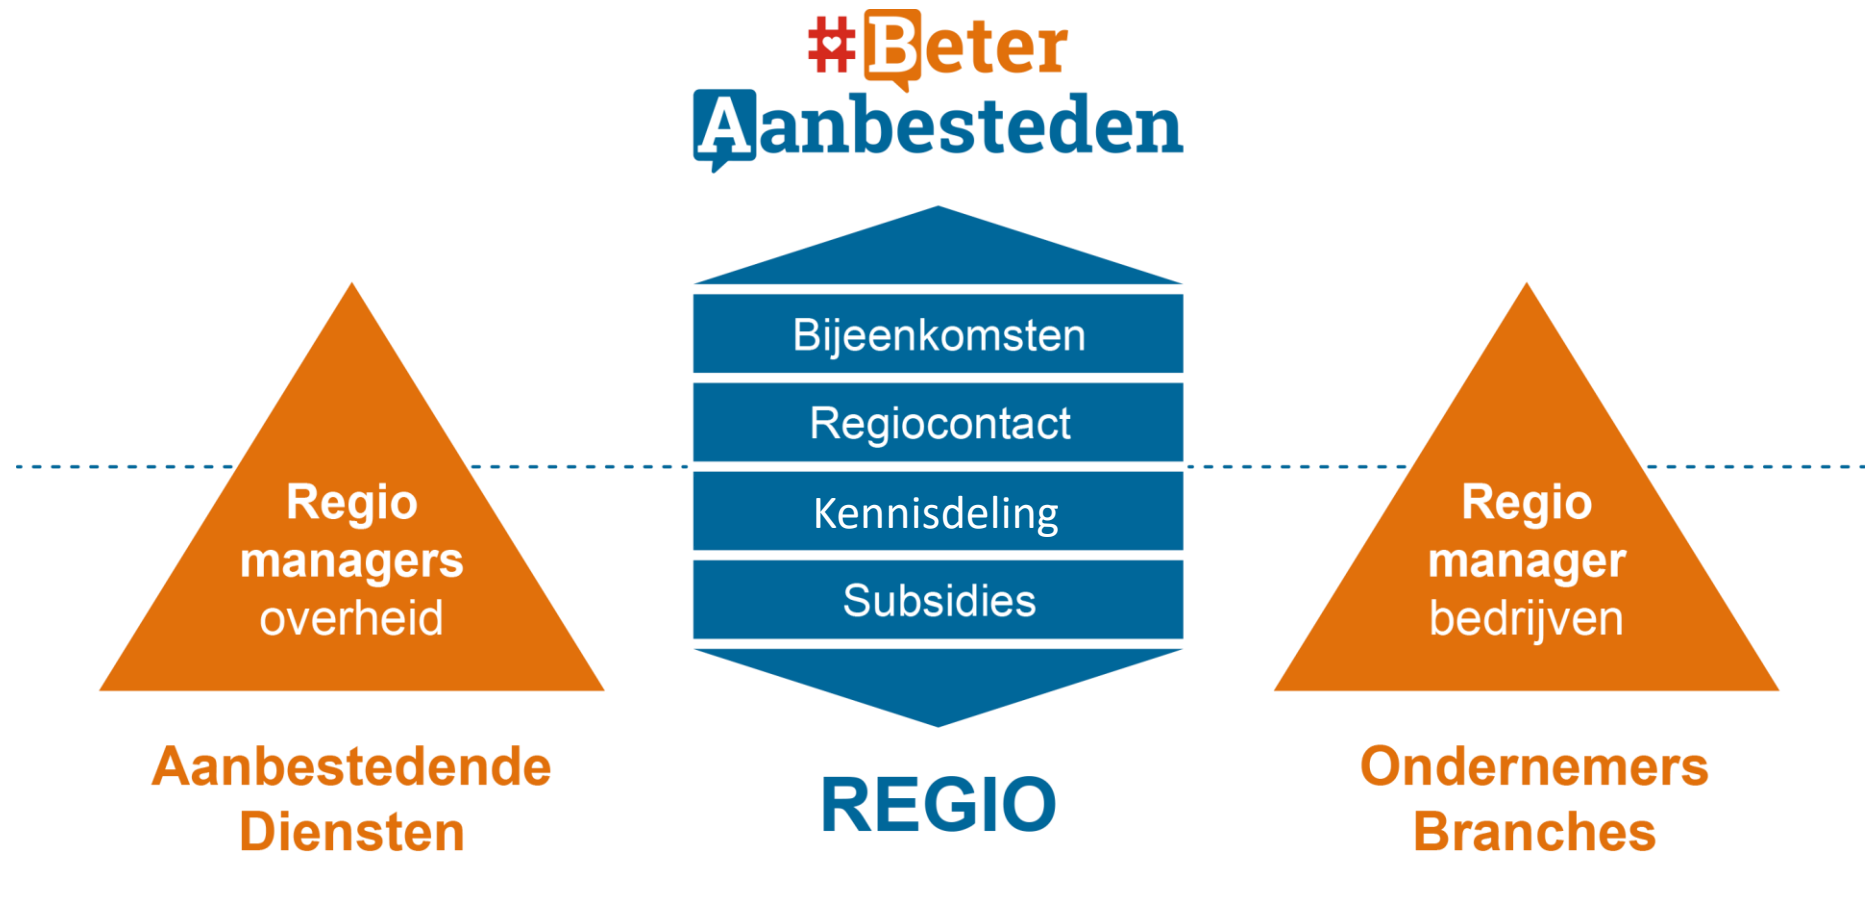 #Beter
Aanbesteden
Bijeenkomsten
Regiocontact
Kennisdeling
Subsidies
REGIO
Regio
managers
overheid
Aanbestedende
Diensten
Regio
manager
bedrijven
Ondernemers
Branches